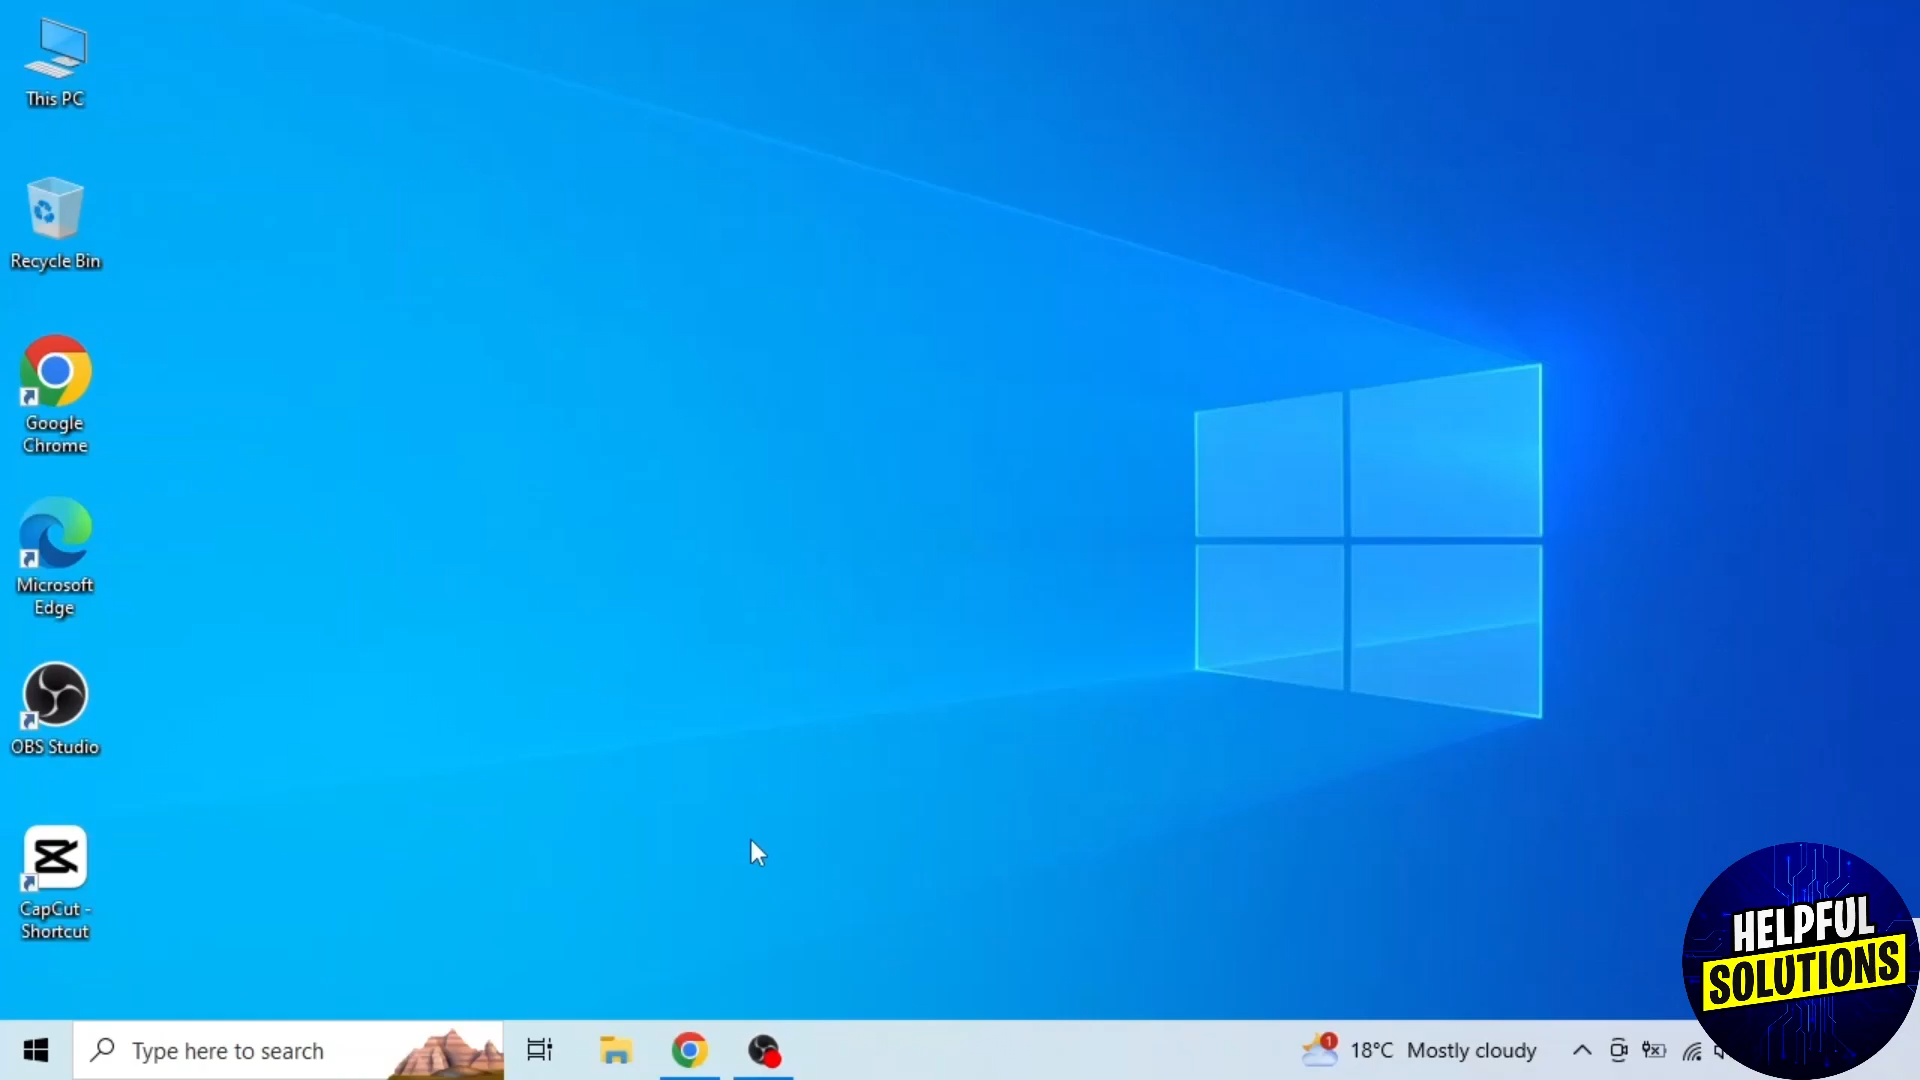 This PC
Recycle Bin
Google
Chrome
Microsoft
Edge
OBS Studio
CapCut -
Shortcut
HELPFUL
SOLUTIONS
Type here to search
1
18°C Mostly cloudy